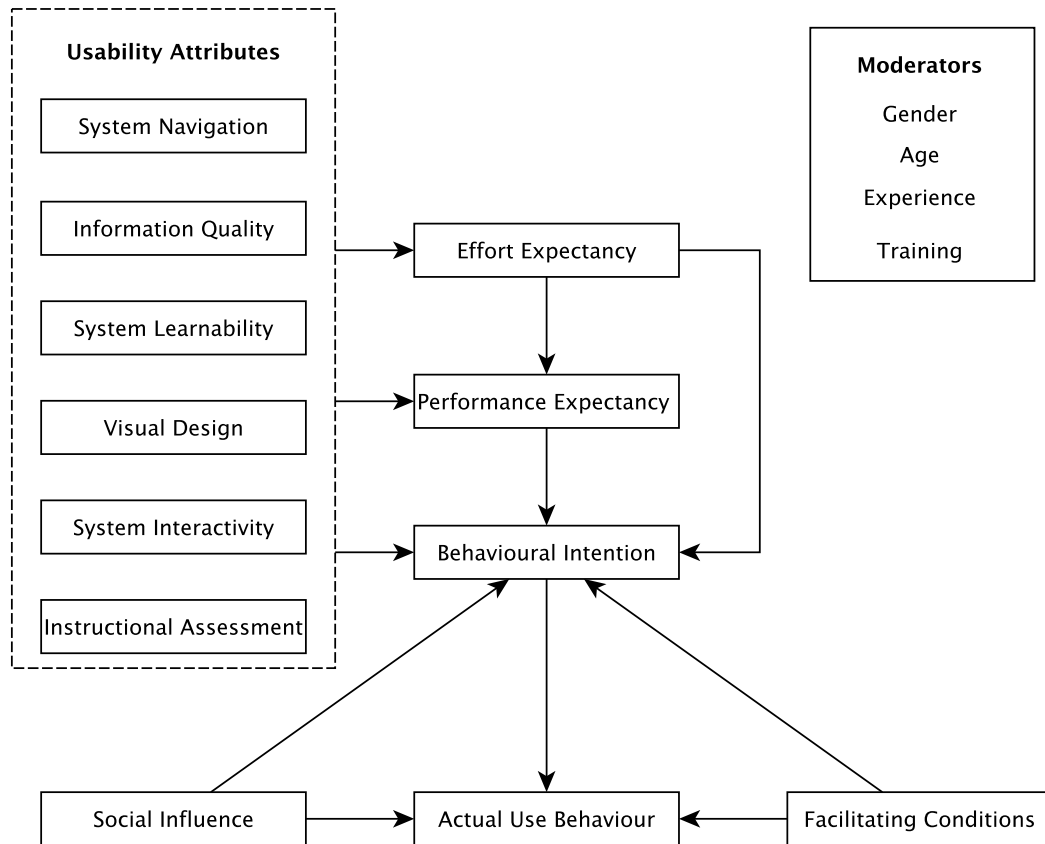 Usability Attributes
System Navigation
Information Quality
System Learnability
Visual Design
System Interactivity
Instructional Assessment
Effort Expectancy
Performance Expectancy
Behavioural Intention
Moderators
Gender
Age
Experience
Training
Social Influence
Actual Use Behaviour
Facilitating Conditions